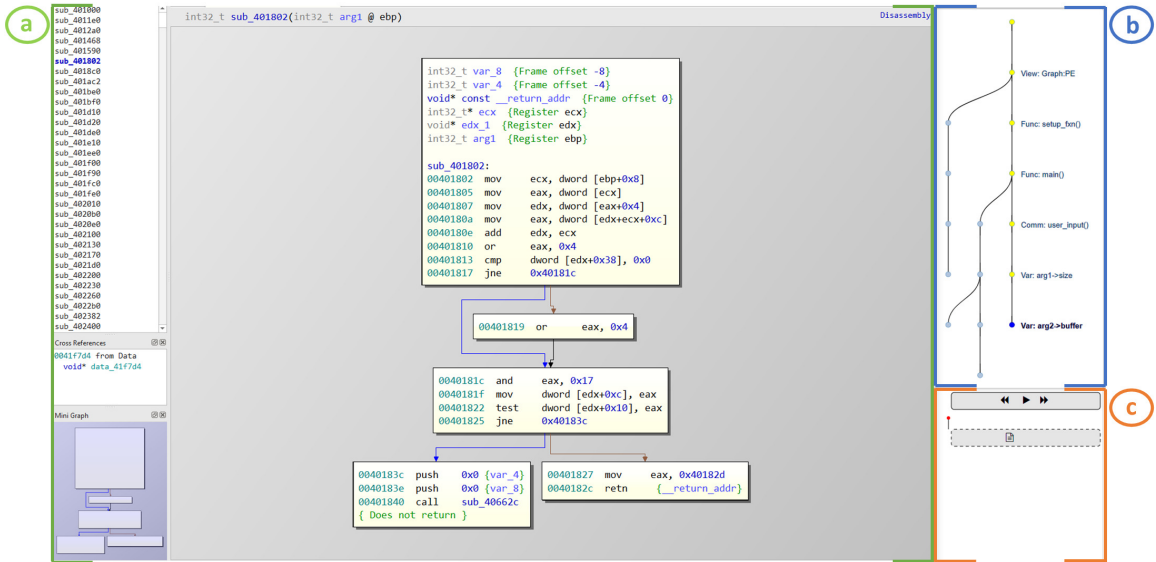 a
sub_401000
sub_4011e0
sub_4012a0
sub_401468
sub_401590
sub_401802
sub_4018c0
sub_401ac2
sub_401be0
sub_401bf0
sub_401d10
sub_401d20
sub_401de0
sub_401e10
sub_401ee0
sub_401f00
sub_401f90
sub_401fc0
sub_401fe0
sub_402010
sub_4020b0
sub_4020e0
sub_402100
sub_402130
sub_402170
sub_4021d0
sub_402200
sub_402230
sub_402260
sub_4022b0
sub_402382
sub_402400
Cross References
0041f7d4 from Data
void* data_41f7d4
Mini Graph
int32_t sub_401802(int32_t arg1 @ ebp)
Disassembly
int32_t var_8 {Frame offset -8}
int32_t var_4 {Frame offset -4}
void* const __return_addr {Frame offset 0}
int32_t* ecx {Register ecx}
void* edx_1 {Register edx}
int32_t arg1 {Register ebp}
sub_401802:
00401802 mov ecx, dword [ebp+0x8]
00401805 mov eax, dword [ecx]
00401807 mov edx, dword [eax+0x4]
0040180a mov eax, dword [edx+ecx+0xc]
0040180e add edx, ecx
00401810 or eax, 0x4
00401813 cmp dword [edx+0x38], 0x0
00401817 jne 0x40181c
00401819 or eax, 0x4
0040181c and eax, 0x17
0040181f mov dword [edx+0xc], eax
00401822 test dword [edx+0x10], eax
00401825 jne 0x40183c
0040183c push 0x0 {var_4}
0040183e push 0x0 {var_8}
00401840 call sub_40662c
{ Does not return }
00401827 mov eax, 0x40182d
0040182c retn {__return_addr}
b
View: Graph:PE
Func: setup_fxn()
Func: main()
Comm: user_input()
Var: arg1->size
Var: arg2->buffer
c